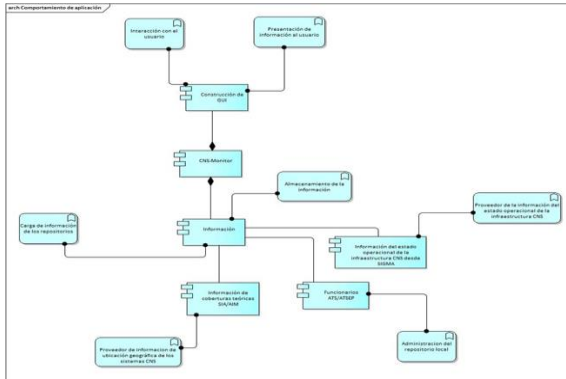 arch Comportamiento de aplicación
Interacción con el
usuario
Presentación de
información al usuario
Construcción de
GUI
CNS-Monitor
Almacenamiento de la
información
Proveedor de la información del
estado operacional de la
infraestructura CNS
Carga de información
de los repositorios
Información
Información del estado
operacional de la
infraestructura CNS desde
SIGMA
Información de
coberturas teóricas
SIA/AIM
Funcionarios
ATS/ATSEP
Proveedor de informacion de
ubicación geográfica de los
sistemas CNS
Administracion del
repositorio local